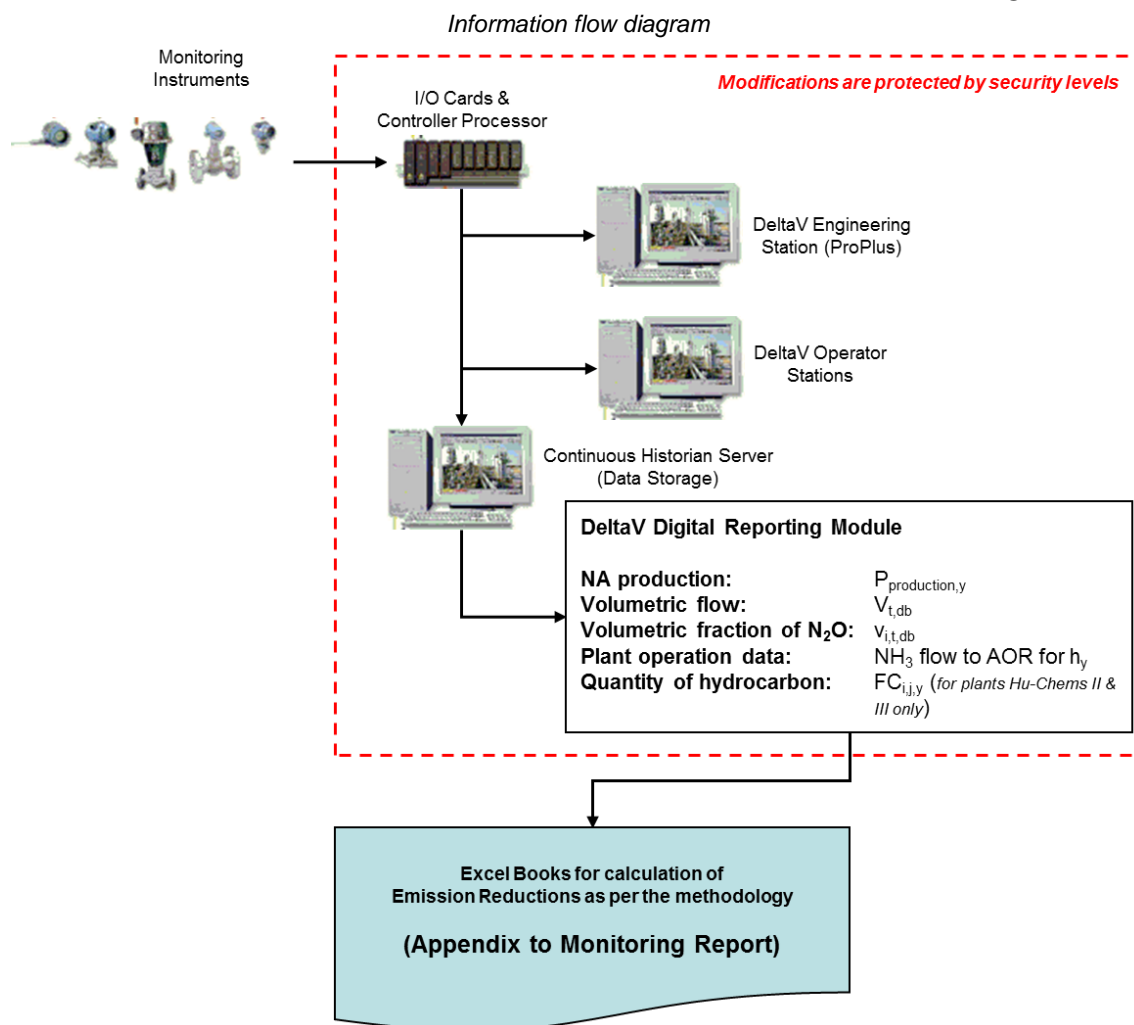 Information flow diagram
Monitoring
Instruments
Modifications are protected by security levels
I/O Cards &
Controller Processor
DeltaV Engineering
Station (ProPlus)
DeltaV Operator
Stations
Continuous Historian Server
(Data Storage)
DeltaV Digital Reporting Module
NA production: Pproduction,y
Volumetric flow: Vt,db
Volumetric fraction of N2O: vi,t,db
Plant operation data: NH3 flow to AOR for hy
Quantity of hydrocarbon: FCi,j,y (for plants Hu-Chems II &
III only)
Excel Books for calculation of
Emission Reductions as per the methodology
(Appendix to Monitoring Report)